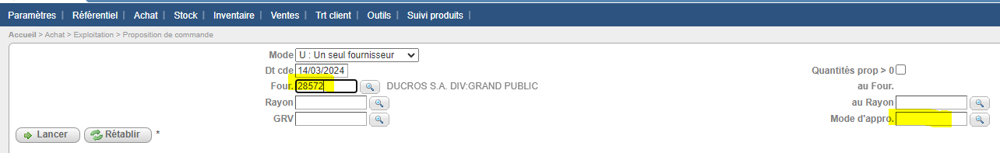 Paramètres | Référentiel | Achat | Stock | Inventaire | Ventes | Trt client | Outils | Suivi produits |
Accueil > Achat > Exploitation > Proposition de commande
Mode U : Un seul fournisseur
Dt cde 14/03/2024 Quantités prop > 0
Four. 28572 DUCROS S.A. DIV:GRAND PUBLIC au Four.
Rayon au Rayon
GRV Mode d'appro.
Lancer Rétablir *